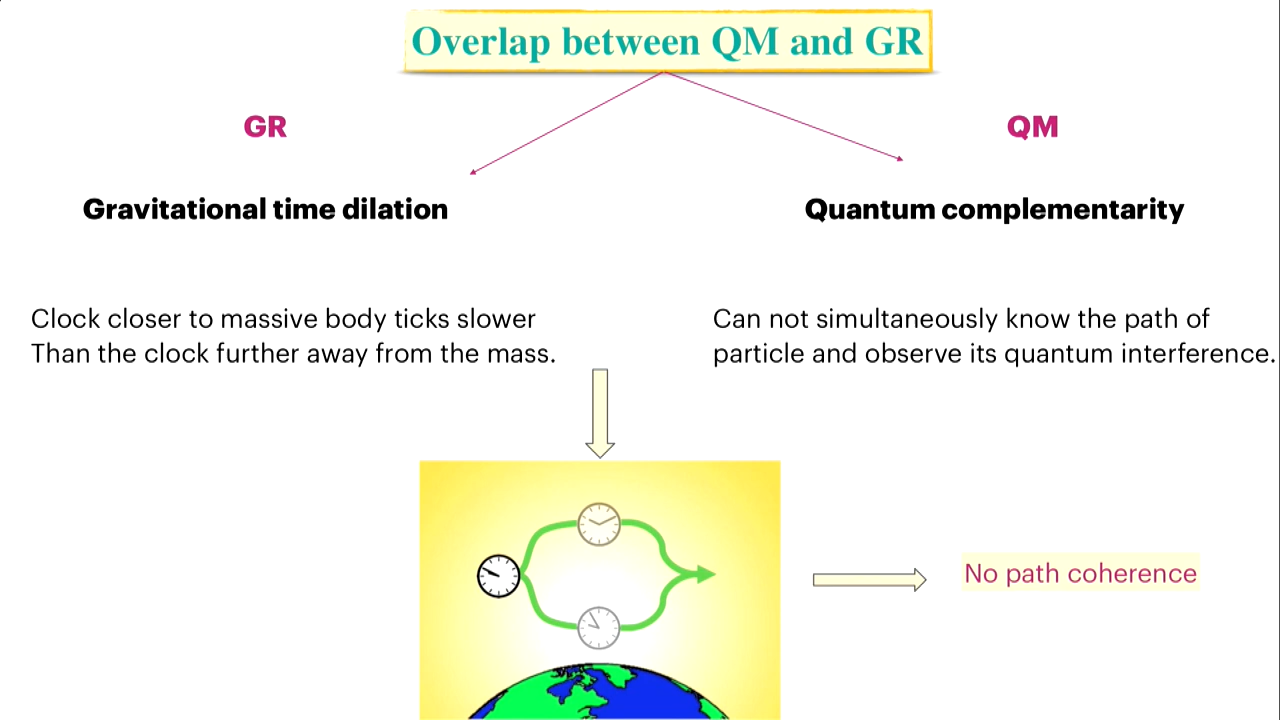 Overlap between QM and GR
GR
QM
Gravitational time dilation
Quantum complementarity
Clock closer to massive body ticks slower
Than the clock further away from the mass.
Can not simultaneously know the path of
particle and observe its quantum interference.
No path coherence